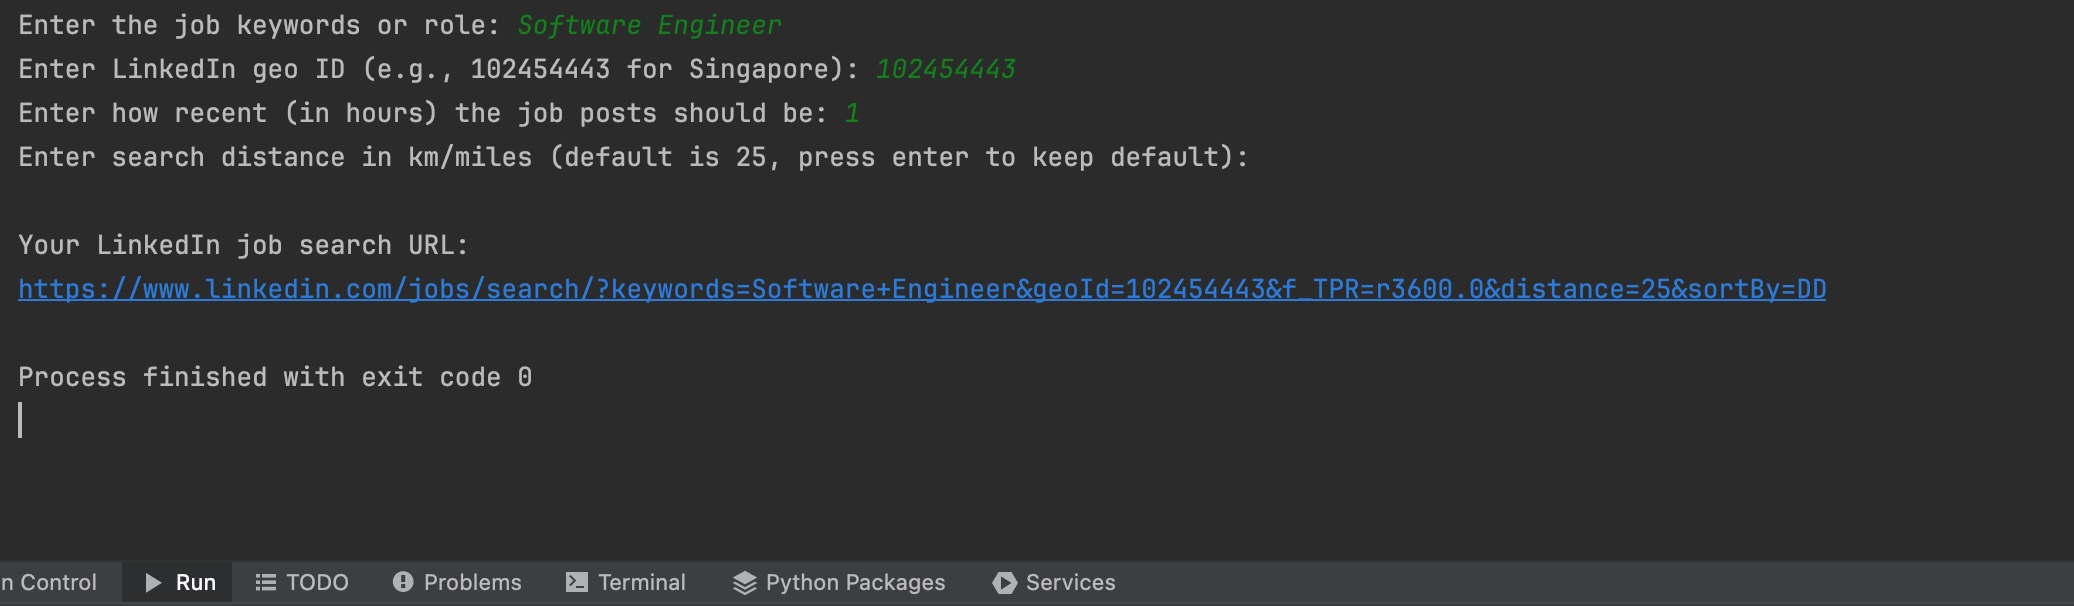 Enter the job keywords or role: Software Engineer
Enter LinkedIn geo ID (e.g., 102454443 for Singapore): 102454443
Enter how recent (in hours) the job posts should be: 1
Enter search distance in km/miles (default is 25, press enter to keep default):
Your LinkedIn job search URL:
https://www.linkedin.com/jobs/search/?keywords=Software+Engineer&geoId=102454443&f_TPR=r3600.0&distance=25&sortBy=DD
Process finished with exit code 0
n Control Run TODO Problems Terminal Python Packages Services